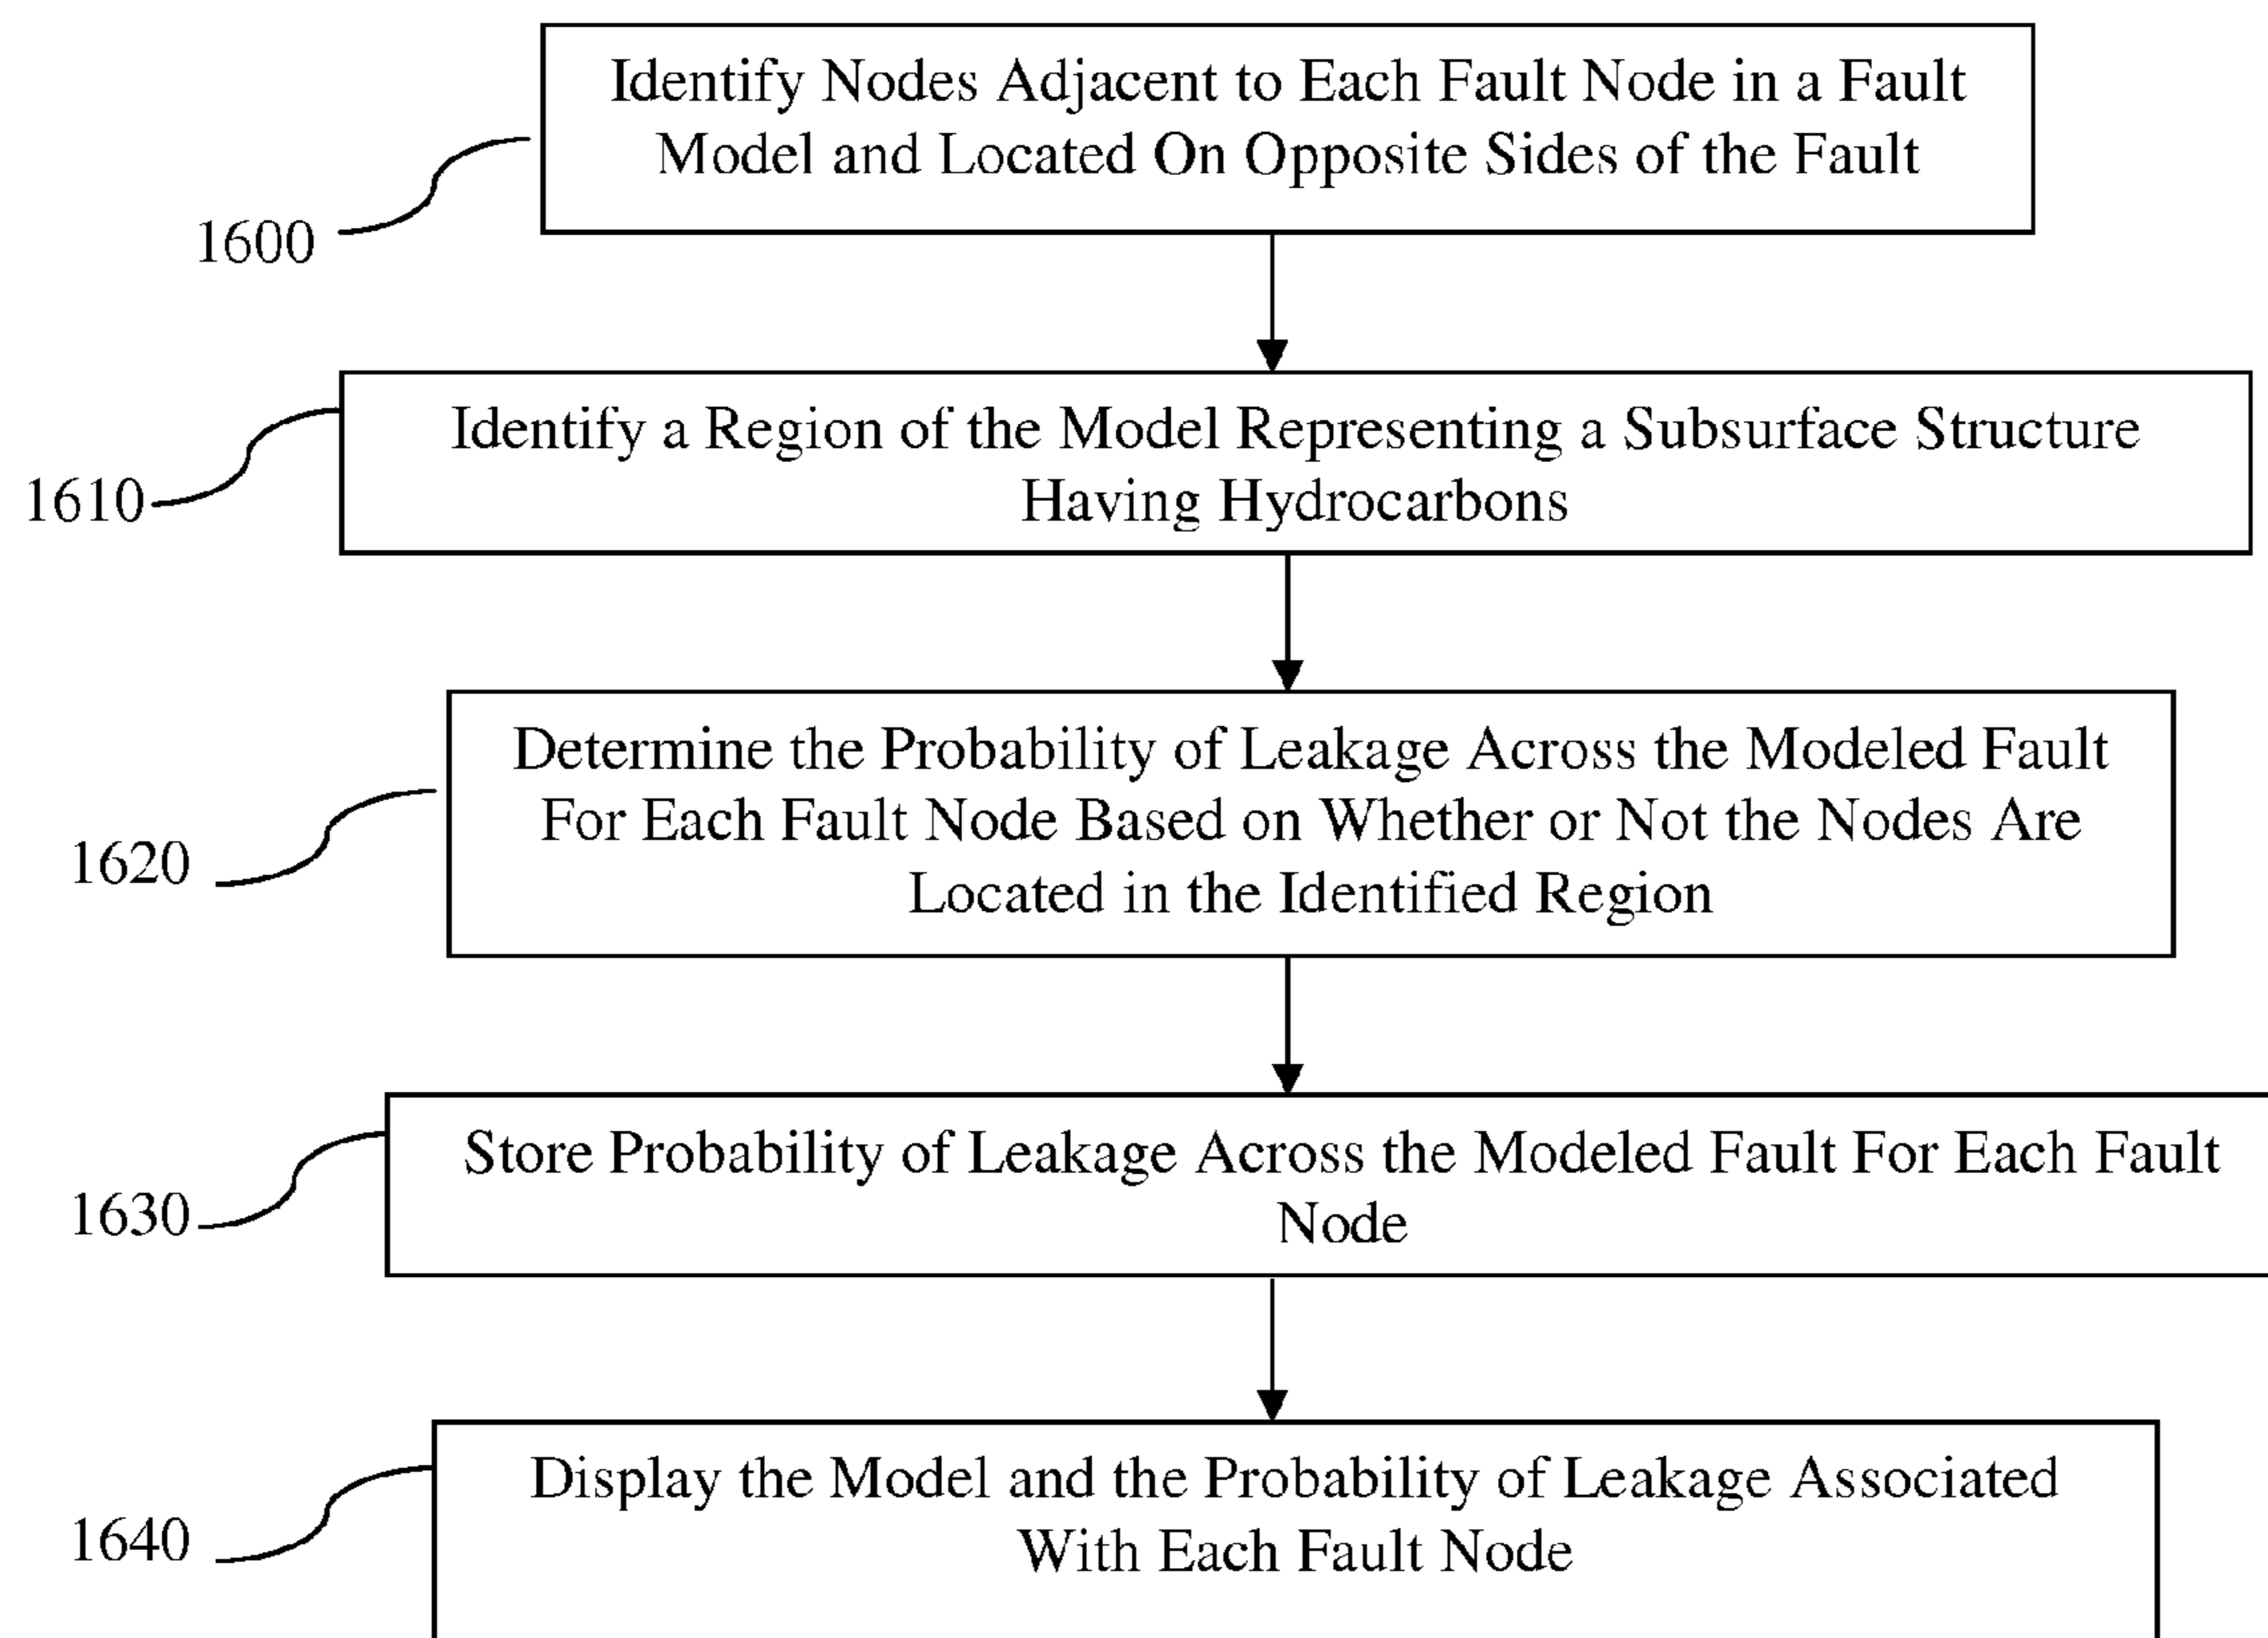 Identify Nodes Adjacent to Each Fault Node in a Fault
Model and Located On Opposite Sides of the Fault
1600
Identify a Region of the Model Representing a Subsurface Structure
Having Hydrocarbons
1610
Determine the Probability of Leakage Across the Modeled Fault
For Each Fault Node Based on Whether or Not the Nodes Are
Located in the Identified Region
1620
Store Probability of Leakage Across the Modeled Fault For Each Fault
Node
1630
Display the Model and the Probability of Leakage Associated
With Each Fault Node
1640